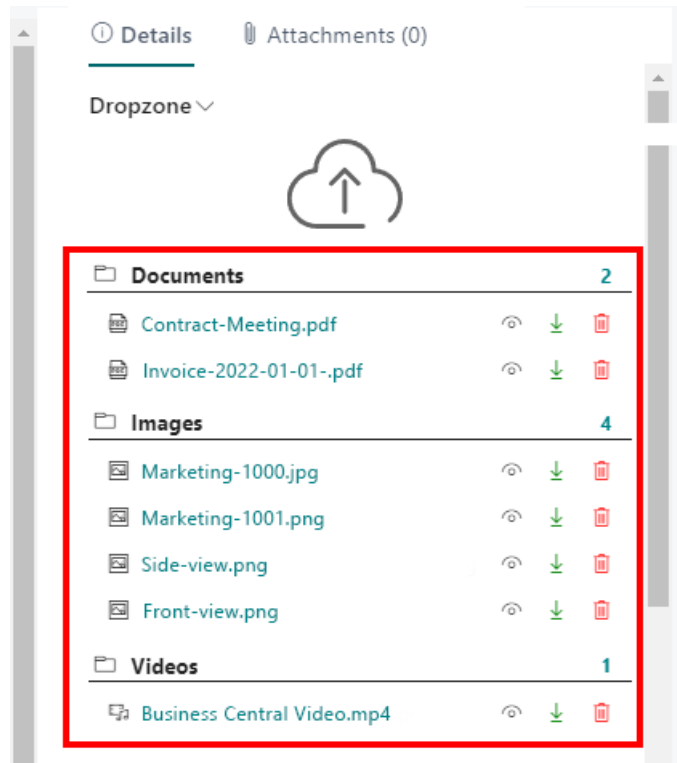 Details Attachments (0)
Dropzone
Documents 2
Contract-Meeting.pdf
Invoice-2022-01-01-.pdf
Images 4
Marketing-1000.jpg
Marketing-1001.png
Side-view.png
Front-view.png
Videos 1
Business Central Video.mp4